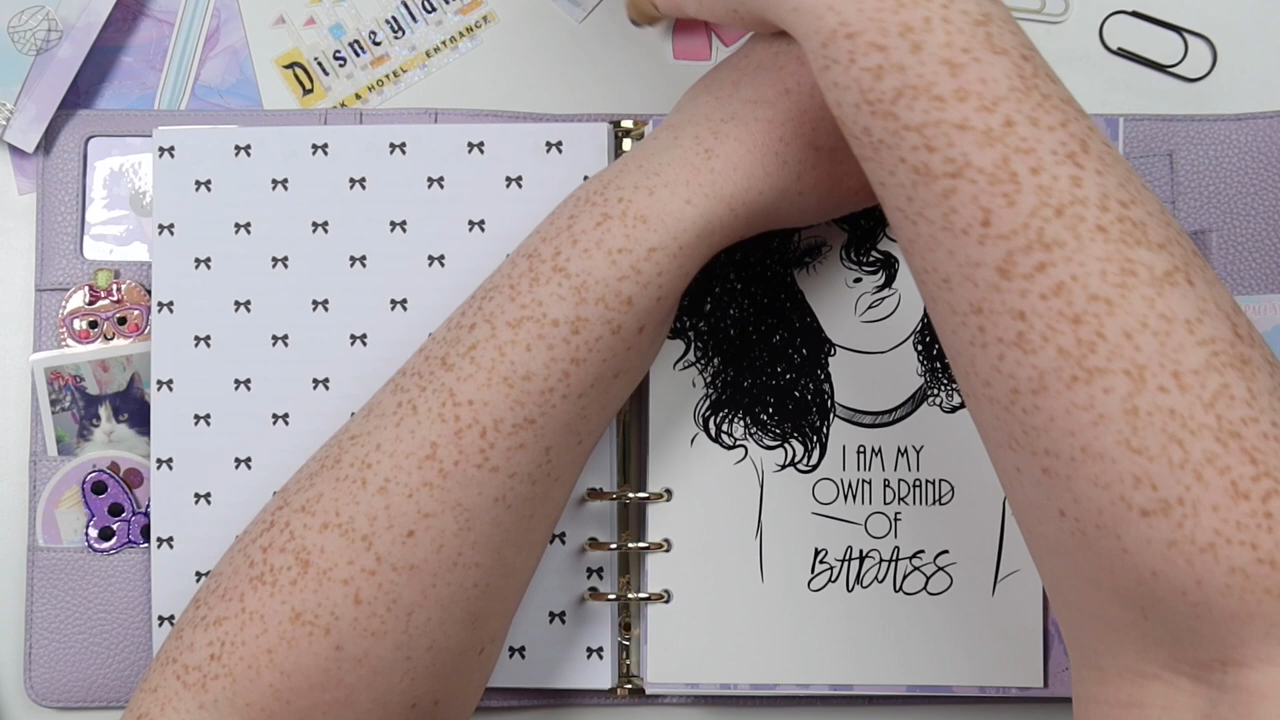 Disneyland
K & HOTEL ENTRANCE
I AM MY
OWN BRAND
OF
BADASS